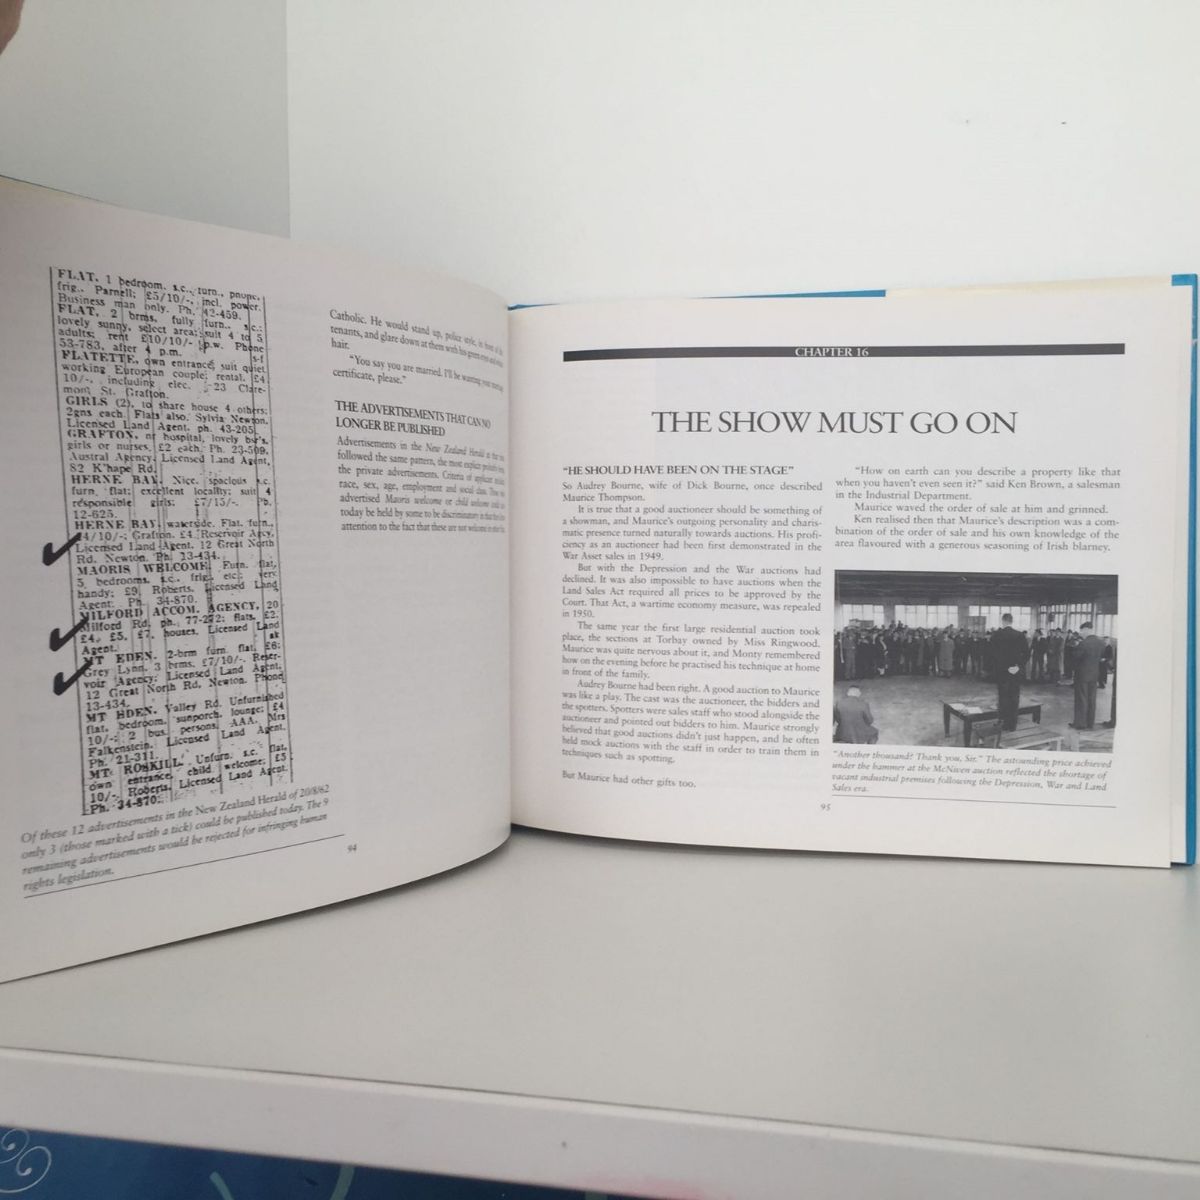 FLAT, 1 bedroom. s.c., turn., phone,
frig., Parnell; £5/10/-, incl. power.
Business man only. Ph. 42-459.
FLAT, 2 brms, fully furn., s.c.;
lovely sunny, select area; suit 4 to 5
adults; rent £10/10/- p.w. Phone
53-783, after 4 p.m. s-f
FLATETTE, own entrance, suit quiet
working European couple; rental, £4
10/-, including elec. 23 Clare-
mont St. Grafton.
GIRLS (2), to share house 4 others;
2gns each. Flats also. Sylvia Newton.
Licensed Land Agent. ph. 43-205
GRAFTON, nr hospital, lovely
girls or nurses, £2 each. Ph. 23-509,
Austral Agency, Licensed Land Agent,
82 K'hape Rd.
HERNE BAY. Nice, spacious s.c.
furn. flat; excellent locality; suit 4
responsible girls; £7/15/-. Ph.
12-625.
HERNE BAY, waterside. Flat. furn.,
£4/10/-; Grafton. £4. Reservoir Agcy,
Licensed Land Agent. 12 Great North
Rd. Newton. Ph. 13-434.
MAORIS WELCOME. Furn. flat,
5 bedrooms, s.c., frig., etc; very
handy; £9. Roberts, Licensed Land
Agent. Ph. 34-870.
MILFORD ACCOM. AGENCY, 20
Milford Rd. ph. 77-272; flats, £2;
£4, £5, £7. houses, Licensed Land
Agent. ak
MT EDEN. 2-brm furn. flat, £6;
Grey Lynn, 3 brms. £7/10/-. Reser-
voir Agency; Licensed Land Agent.
12 Great North Rd, Newton. Phone
13-434.
MT EDEN. Valley Rd. Unfurnished
flat, bedroom, sunporch, lounge; £4
10/-; 2 bus. persons. AAA. Mrs
Falkenstein. Licensed Land Agent.
Ph. 21-311.
MT. ROSKILL. Unfurn. s.c. flat,
own entrance, child welcome; £5
10/-. Roberts, Licensed Land Agent.
Ph. 34-870.
Of these 12 advertisements in the New Zealand Herald of 20/8/62
only 3 (those marked with a tick) could be published today. The 9
remaining advertisements would be rejected for infringing human
rights legislation.
Catholic. He would stand up, police style, in front of the
tenants, and glare down at them with his green eyes and
hair.
"You say you are married. I'll be wanting your marriage
certificate, please."
THE ADVERTISEMENTS THAT CAN NO
LONGER BE PUBLISHED
Advertisements in the New Zealand Herald at that
followed the same pattern, the most explicit
the private advertisements. Criteria of applicant
race, sex, age, employment and social class.
advertised Maoris welcome or child welcome could
today be held by some to be discriminatory in that they
attention to the fact that these are not welcome in other
94
CHAPTER 16
THE SHOW MUST GO ON
"HE SHOULD HAVE BEEN ON THE STAGE"
So Audrey Bourne, wife of Dick Bourne, once described
Maurice Thompson.
It is true that a good auctioneer should be something of
a showman, and Maurice's outgoing personality and charis-
matic presence turned naturally towards auctions. His profi-
ciency as an auctioneer had been first demonstrated in the
War Asset sales in 1949.
But with the Depression and the War auctions had
declined. It was also impossible to have auctions when the
Land Sales Act required all prices to be approved by the
Court. That Act, a wartime economy measure, was repealed
in 1950.
The same year the first large residential auction took
place, the sections at Torbay owned by Miss Ringwood.
Maurice was quite nervous about it, and Monty remembered
how on the evening before he practised his technique at home
in front of the family.
Audrey Bourne had been right. A good auction to Maurice
was like a play. The cast was the auctioneer, the bidders and
the spotters. Spotters were sales staff who stood alongside the
auctioneer and pointed out bidders to him. Maurice strongly
believed that good auctions didn't just happen, and he often
held mock auctions with the staff in order to train them in
techniques such as spotting.
But Maurice had other gifts too.
"How on earth can you describe a property like that
when you haven't even seen it?" said Ken Brown, a salesman
in the Industrial Department.
Maurice waved the order of sale at him and grinned.
Ken realised then that Maurice's description was a com-
bination of the order of sale and his own knowledge of the
area flavoured with a generous seasoning of Irish blarney.
"Another thousand? Thank you, Sir." The astounding price achieved
under the hammer at the McNiven auction reflected the shortage of
vacant industrial premises following the Depression, War and Land
Sales era.
95